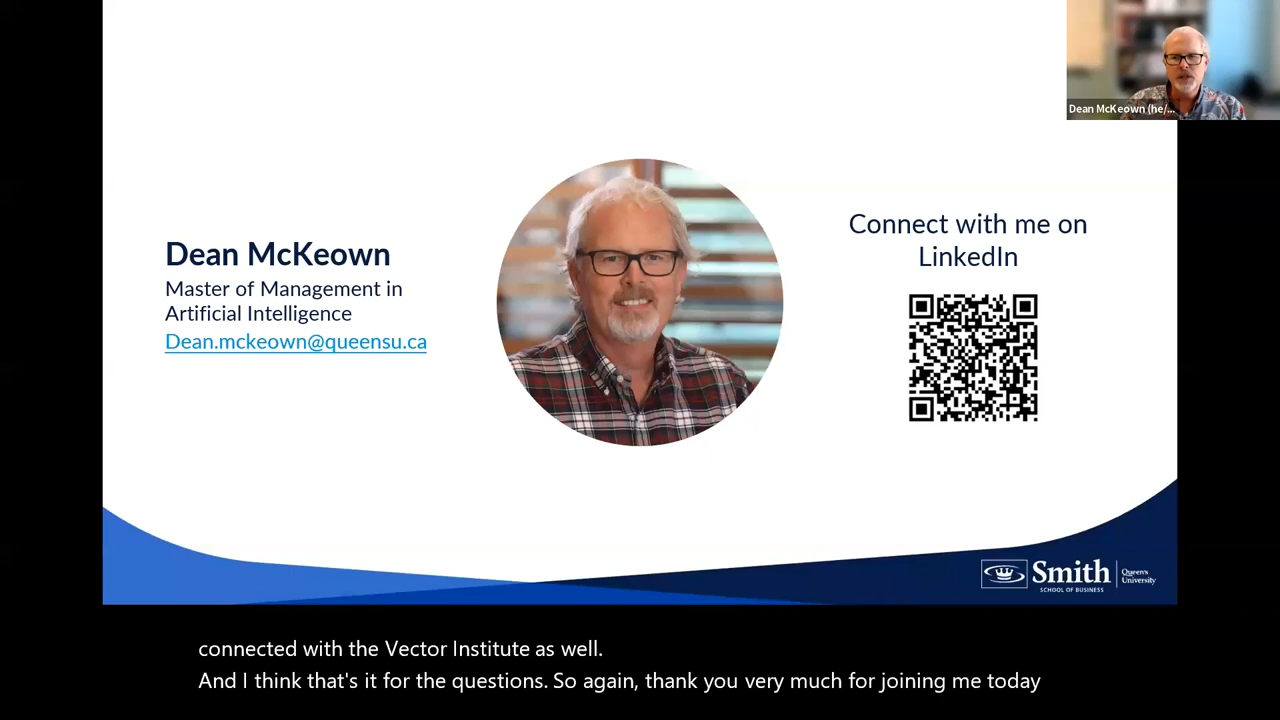 Dean McKeown (he/...
Dean McKeown
Master of Management in
Artificial Intelligence
Dean.mckeown@queensu.ca
Connect with me on
LinkedIn
Smith
SCHOOL OF BUSINESS
Queen's
University
connected with the Vector Institute as well.
And I think that's it for the questions. So again, thank you very much for joining me today